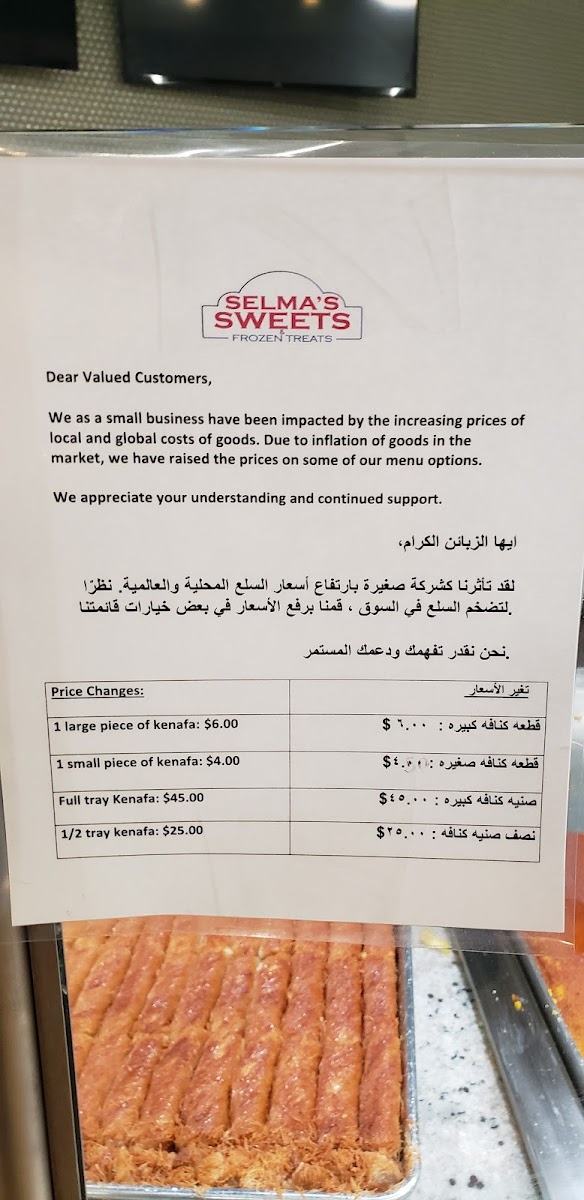 SELMA'S
SWEETS
&
FROZEN TREATS
Dear Valued Customers,
We as a small business have been impacted by the increasing prices of
local and global costs of goods. Due to inflation of goods in the
market, we have raised the prices on some of our menu options.
We appreciate your understanding and continued support.
ايها الزبائن الكرام،
لقد تأثرنا كشركة صغيرة بارتفاع أسعار السلع المحلية والعالمية. نظرًا
لتضخم السلع في السوق ، قمنا برفع الأسعار في بعض خيارات قائمتنا.
نحن نقدر تفهمك ودعمك المستمر.
Price Changes: تغير الأسعار
1 large piece of kenafa: $6.00 قطعه كنافه كبيره : ٦.٠٠ $
1 small piece of kenafa: $4.00 قطعه كنافه صغيره : ٤.٠٠$
Full tray Kenafa: $45.00 صنيه كنافه كبيره : ٤٥.٠٠$
1/2 tray kenafa: $25.00 نصف صنيه كنافه : ٢٥.٠٠$